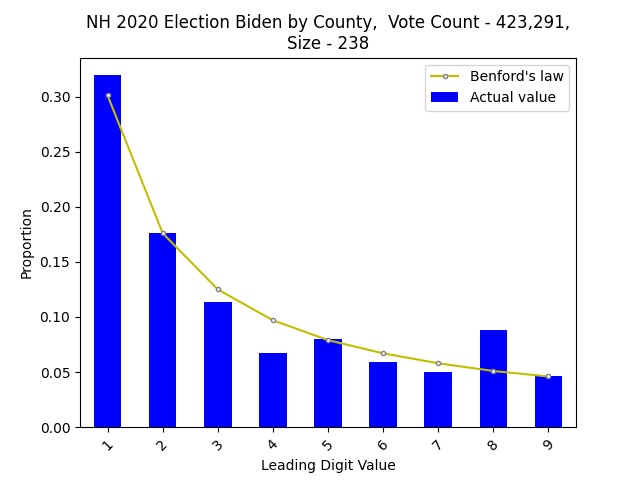 NH 2020 Election Biden by County,  Vote Count - 423,291,
Size - 238
Benford's law
Actual value
Proportion
0.30
0.25
0.20
0.15
0.10
0.05
0.00
1 2 3 4 5 6 7 8 9
Leading Digit Value